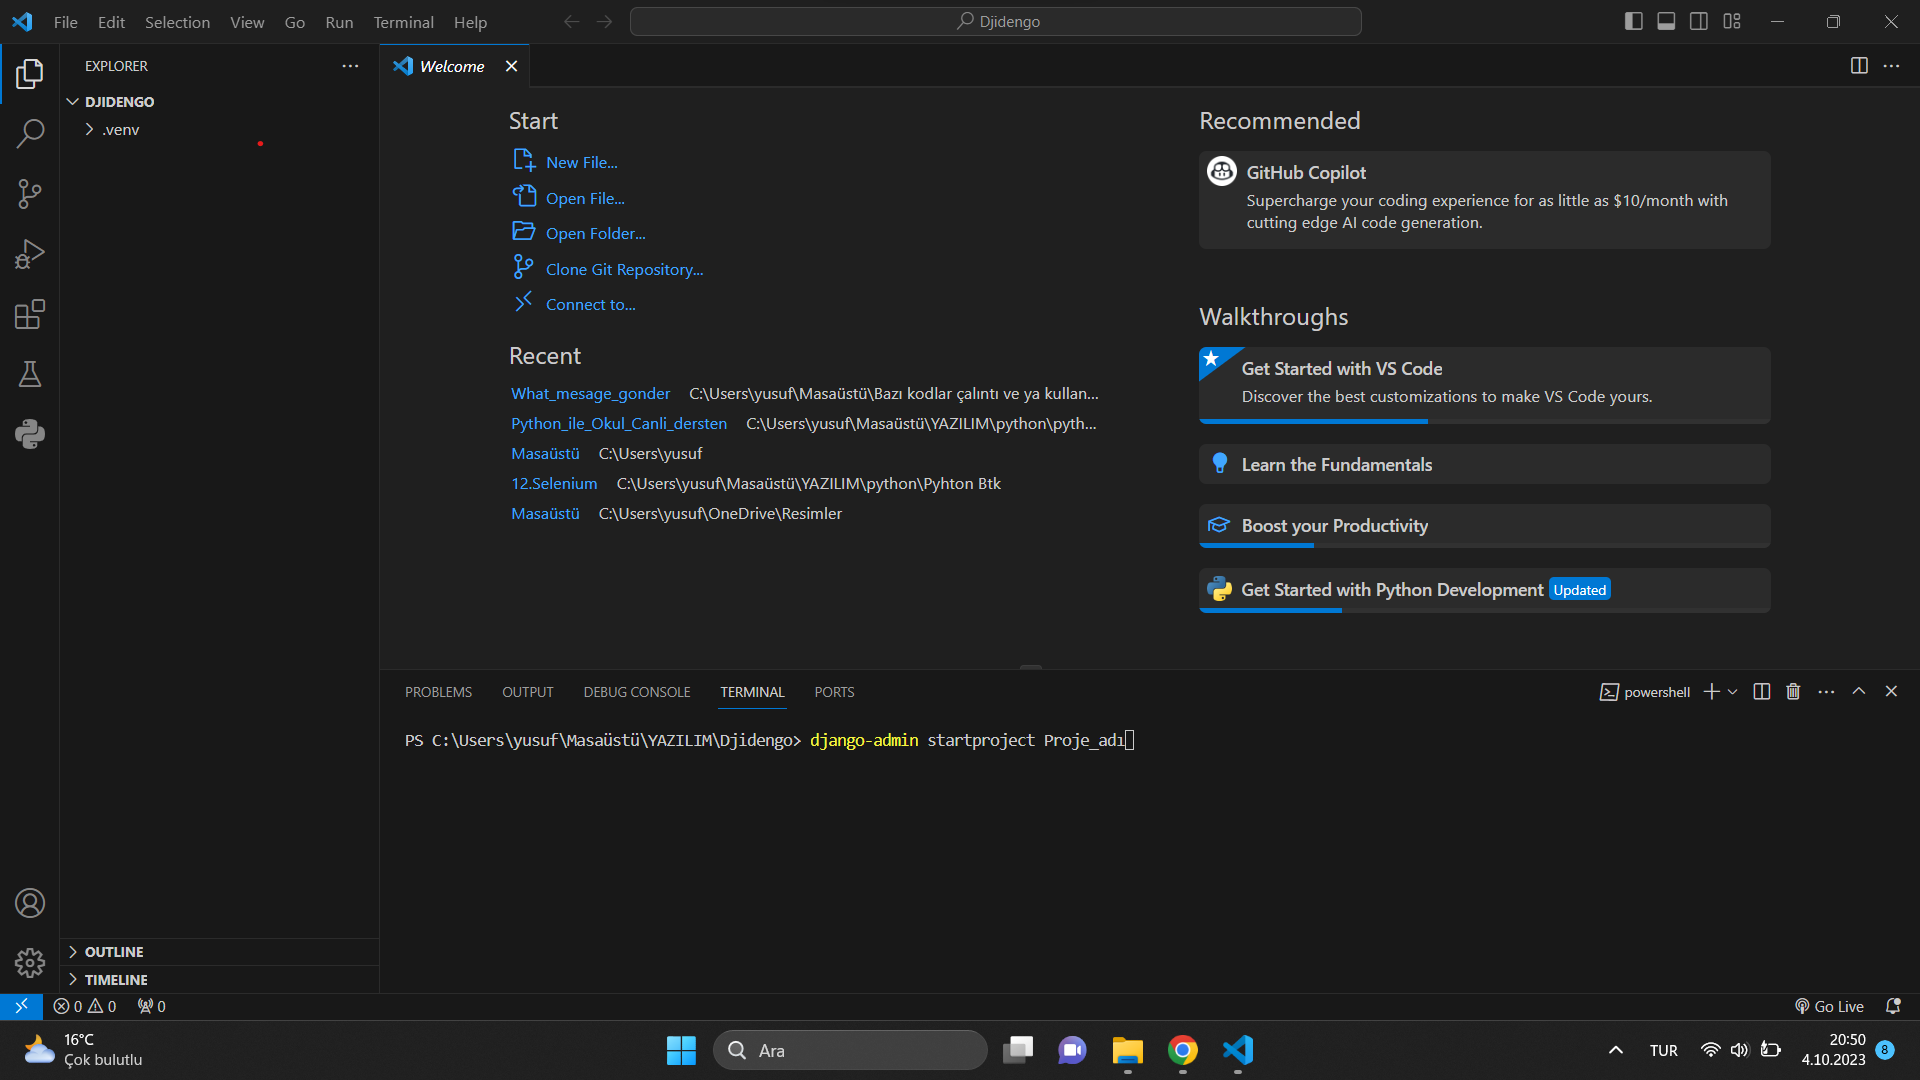 File Edit Selection View Go Run Terminal Help
Djidengo
EXPLORER
DJIDENGO
.venv
Welcome
Start
New File...
Open File...
Open Folder...
Clone Git Repository...
Connect to...
Recent
What_mesage_gonder C:\Users\yusuf\Masaüstü\Bazı kodlar çalıntı ve ya kullan...
Python_ile_Okul_Canli_dersten C:\Users\yusuf\Masaüstü\YAZILIM\python\pyth...
Masaüstü C:\Users\yusuf
12.Selenium C:\Users\yusuf\Masaüstü\YAZILIM\python\Pyhton Btk
Masaüstü C:\Users\yusuf\OneDrive\Resimler
Recommended
GitHub Copilot
Supercharge your coding experience for as little as $10/month with
cutting edge AI code generation.
Walkthroughs
Get Started with VS Code
Discover the best customizations to make VS Code yours.
Learn the Fundamentals
Boost your Productivity
Get Started with Python Development Updated
PROBLEMS OUTPUT DEBUG CONSOLE TERMINAL PORTS
powershell
PS C:\Users\yusuf\Masaüstü\YAZILIM\Djidengo> django-admin startproject Proje_adı
OUTLINE
TIMELINE
0 0 0
Go Live
16°C
Çok bulutlu
Ara
TUR
20:50
4.10.2023
8